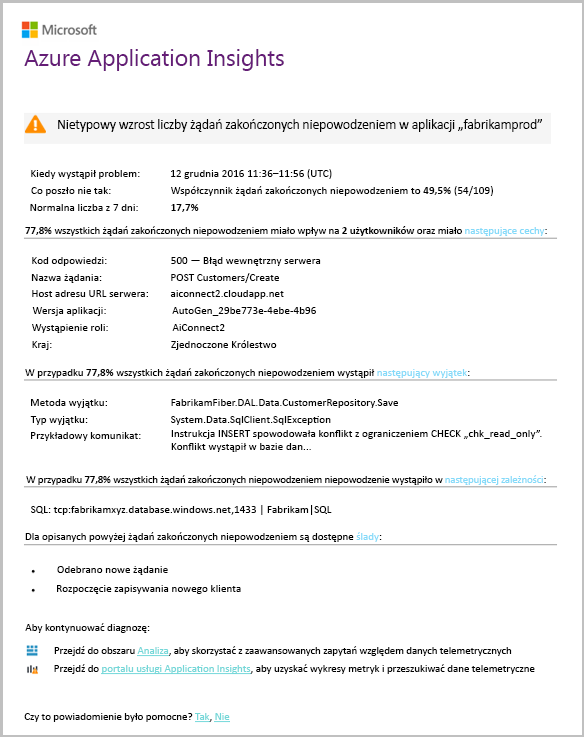 Microsoft
Azure Application Insights
Nietypowy wzrost liczby żądań zakończonych niepowodzeniem w aplikacji „fabrikamprod”
Kiedy wystąpił problem: 12 grudnia 2016 11:36–11:56 (UTC)
Co poszło nie tak: Współczynnik żądań zakończonych niepowodzeniem to 49,5% (54/109)
Normalna liczba z 7 dni: 17,7%
77,8% wszystkich żądań zakończonych niepowodzeniem miało wpływ na 2 użytkowników oraz miało następujące cechy:
Kod odpowiedzi: 500 — Błąd wewnętrzny serwera
Nazwa żądania: POST Customers/Create
Host adresu URL serwera: aiconnect2.cloudapp.net
Wersja aplikacji: AutoGen_29be773e-4ebe-4b96
Wystąpienie roli: AiConnect2
Kraj: Zjednoczone Królestwo
W przypadku 77,8% wszystkich żądań zakończonych niepowodzeniem wystąpił następujący wyjątek:
Metoda wyjątku: FabrikamFiber.DAL.Data.CustomerRepository.Save
Typ wyjątku: System.Data.SqlClient.SqlException
Przykładowy komunikat: Instrukcja INSERT spowodowała konflikt z ograniczeniem CHECK „chk_read_only”.
Konflikt wystąpił w bazie dan...
W przypadku 77,8% wszystkich żądań zakończonych niepowodzeniem niepowodzenie wystąpiło w następującej zależności:
SQL: tcp:fabrikamxyz.database.windows.net,1433 | Fabrikam|SQL
Dla opisanych powyżej żądań zakończonych niepowodzeniem są dostępne ślady:
• Odebrano nowe żądanie
• Rozpoczęcie zapisywania nowego klienta
Aby kontynuować diagnozę:
Przejdź do obszaru Analiza, aby skorzystać z zaawansowanych zapytań względem danych telemetrycznych
Przejdź do portalu usługi Application Insights, aby uzyskać wykresy metryk i przeszukiwać dane telemetryczne
Czy to powiadomienie było pomocne? Tak, Nie